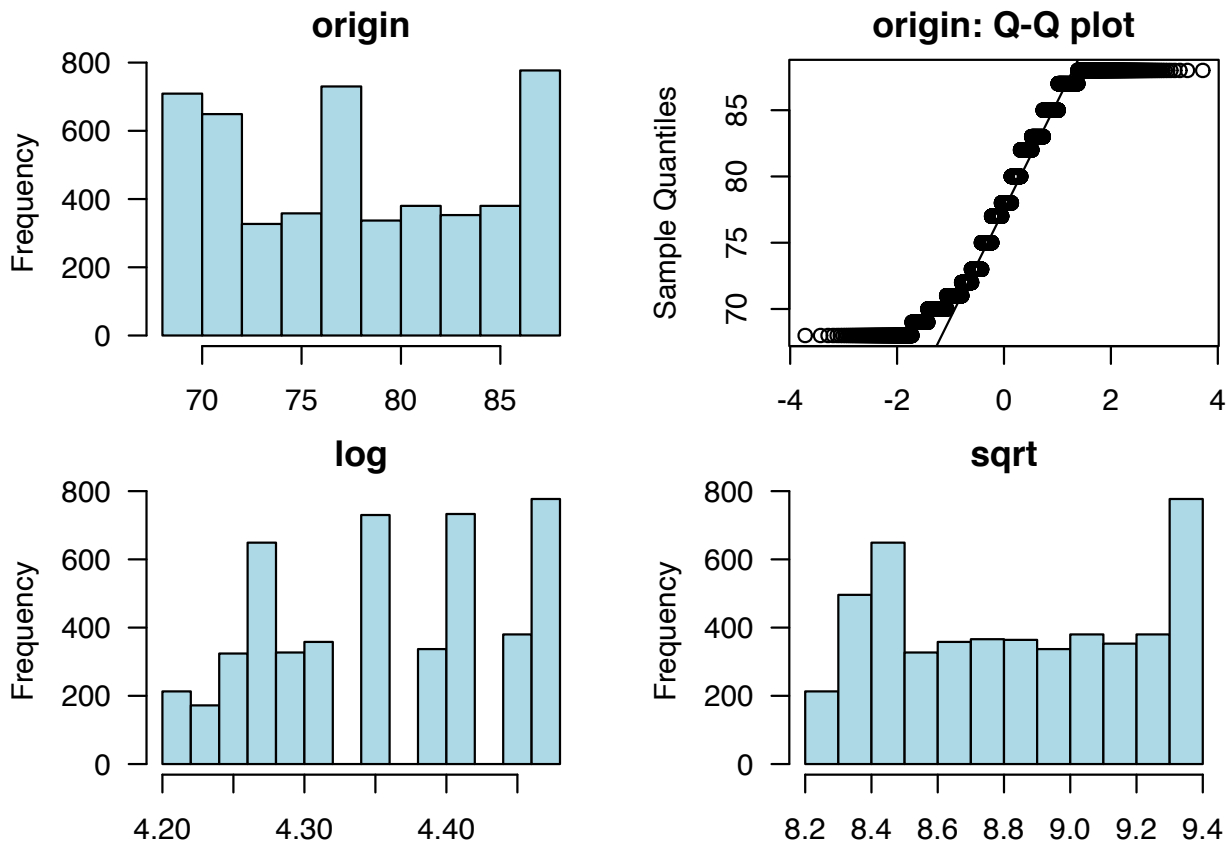 origin
Frequency
800
600
400
200
0
70 75 80 85
origin: Q-Q plot
Sample Quantiles
85
80
75
70
-4 -2 0 2 4
log
Frequency
800
600
400
200
0
4.20 4.30 4.40
sqrt
Frequency
800
600
400
200
0
8.2 8.4 8.6 8.8 9.0 9.2 9.4